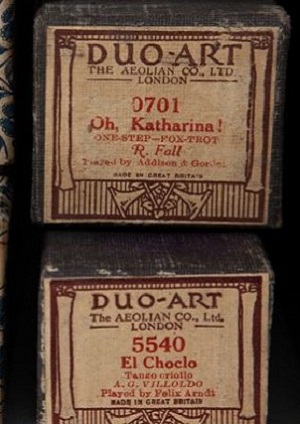 DUO-ART
THE AEOLIAN CO., LTD.
LONDON
0701
Oh, Katharina!
ONE-STEP—FOX-TROT
R. Fall
Played by Addison & Gordon
MADE IN GREAT BRITAIN
DUO-ART
The AEOLIAN CO., Ltd.
LONDON
5540
El Choclo
Tango criollo
A. G. VILLOLDO
Played by Felix Arndt
MADE IN GREAT BRITAIN